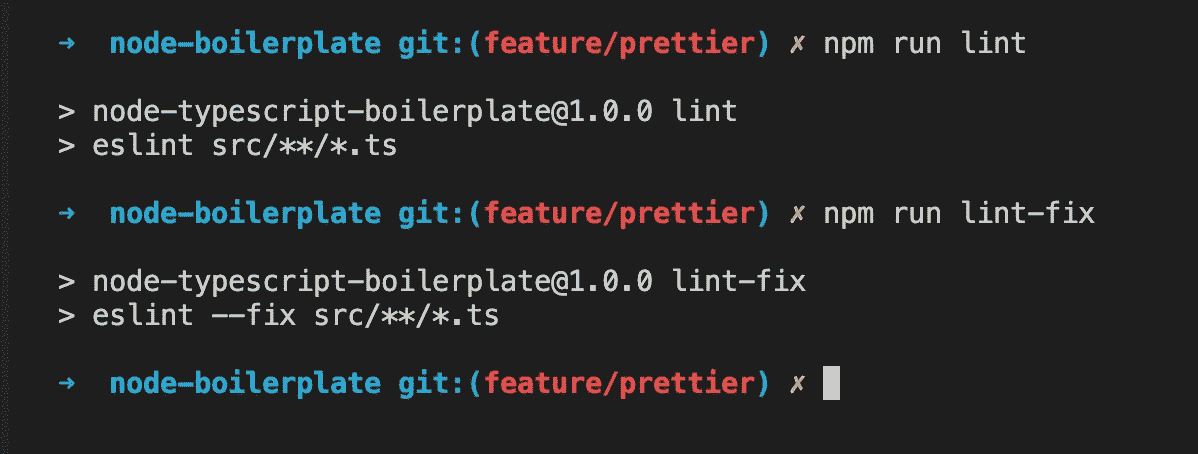 ➜  node-boilerplate git:(feature/prettier) ✗ npm run lint
> node-typescript-boilerplate@1.0.0 lint
> eslint src/**/*.ts
➜  node-boilerplate git:(feature/prettier) ✗ npm run lint-fix
> node-typescript-boilerplate@1.0.0 lint-fix
> eslint --fix src/**/*.ts
➜  node-boilerplate git:(feature/prettier) ✗